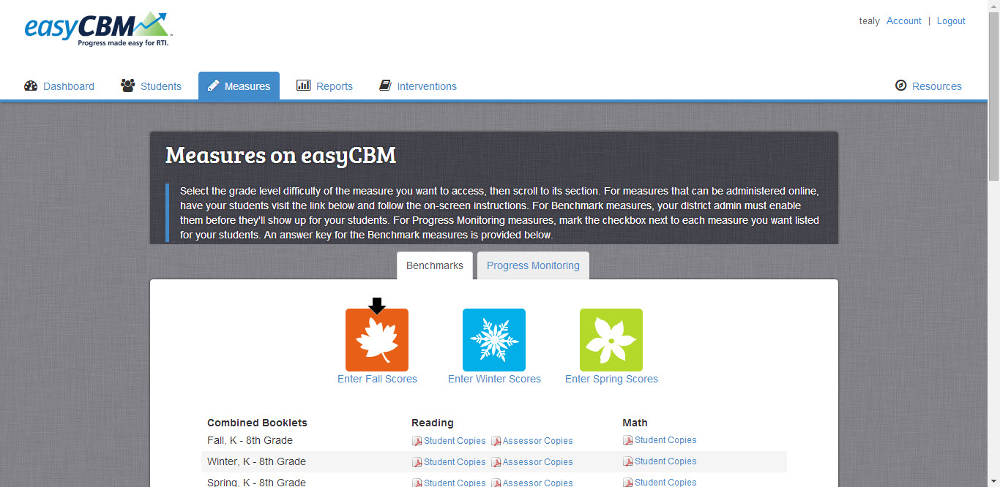 easyCBM™
Progress made easy for RTI.
tealy Account | Logout
Dashboard Students Measures Reports Interventions Resources
Measures on easyCBM
Select the grade level difficulty of the measure you want to access, then scroll to its section. For measures that can be administered online,
have your students visit the link below and follow the on-screen instructions. For Benchmark measures, your district admin must enable
them before they'll show up for your students. For Progress Monitoring measures, mark the checkbox next to each measure you want listed
for your students. An answer key for the Benchmark measures is provided below.
Benchmarks Progress Monitoring
Enter Fall Scores Enter Winter Scores Enter Spring Scores
Combined Booklets Reading Math
Fall, K - 8th Grade Student Copies Assessor Copies Student Copies
Winter, K - 8th Grade Student Copies Assessor Copies Student Copies
Spring, K - 8th Grade Student Copies Assessor Copies Student Copies